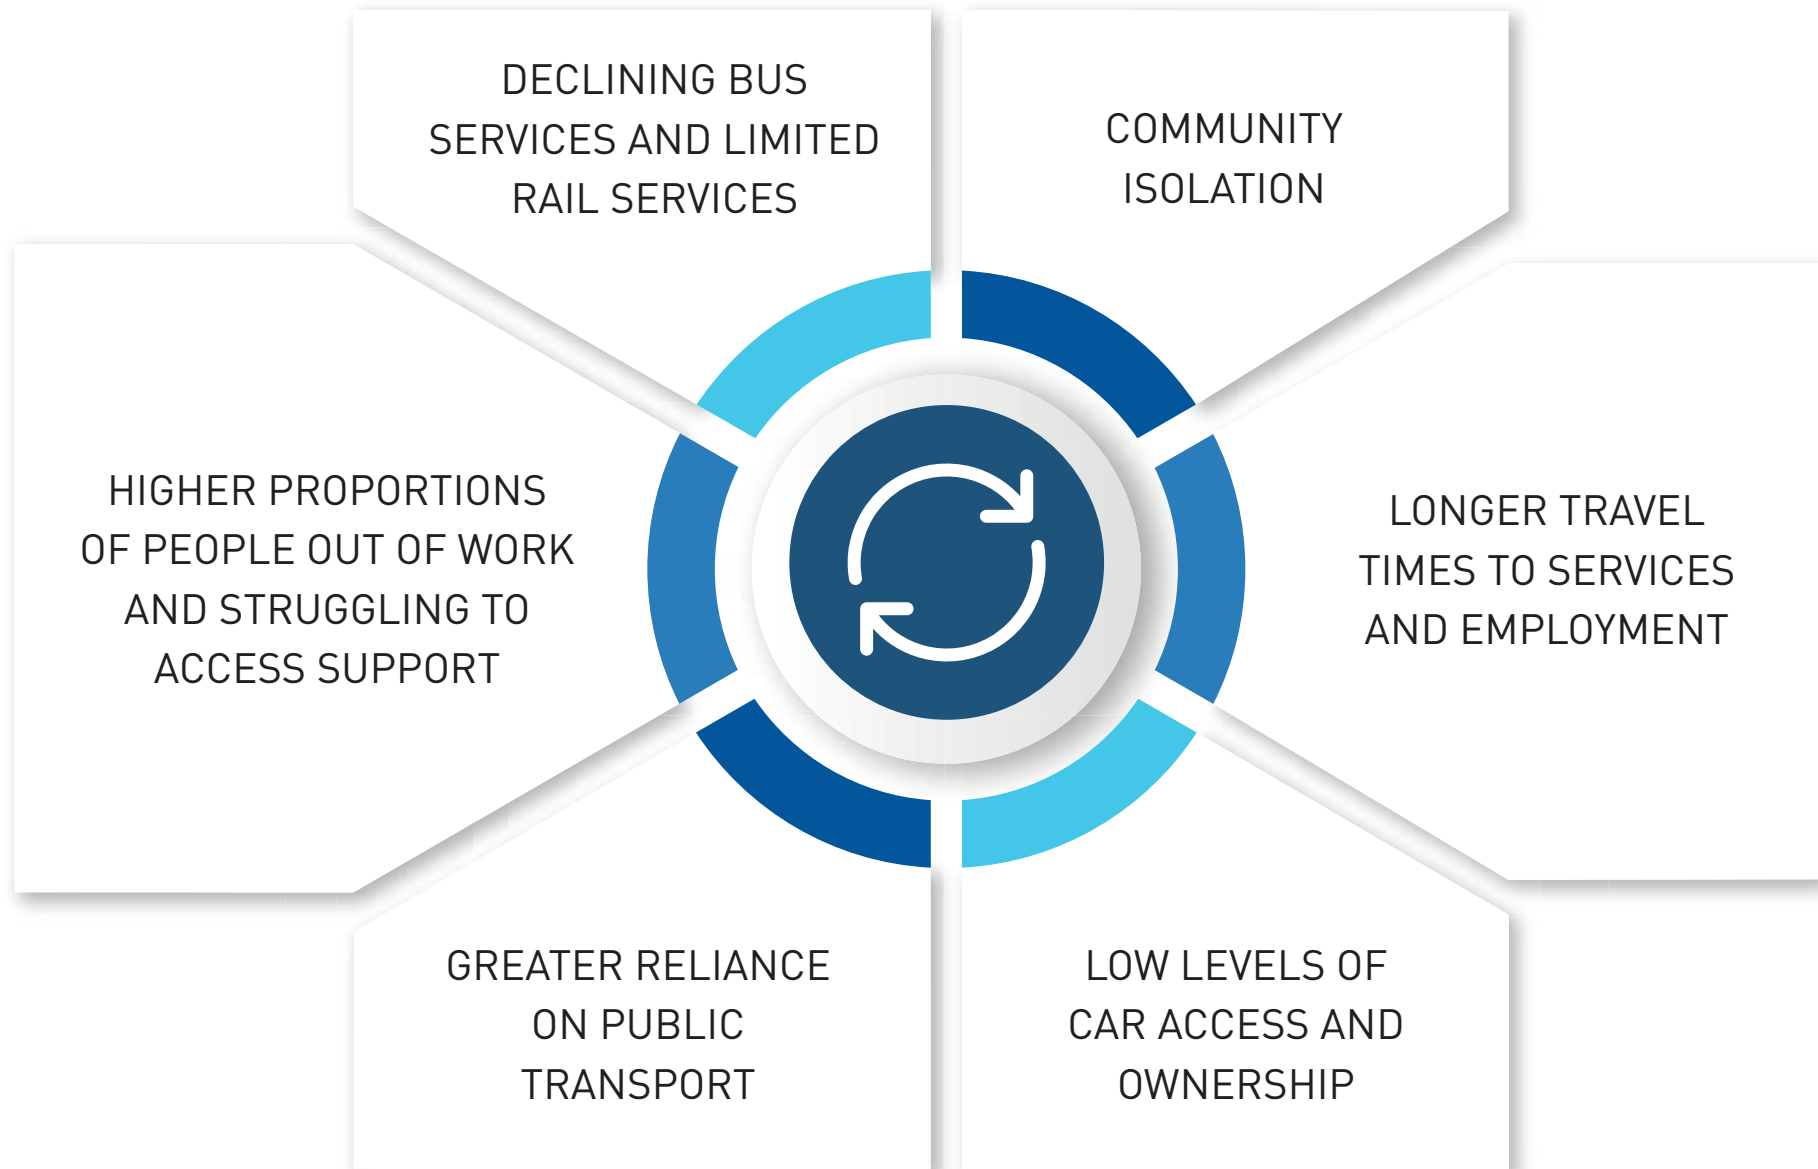 DECLINING BUS
SERVICES AND LIMITED
RAIL SERVICES
COMMUNITY
ISOLATION
HIGHER PROPORTIONS
OF PEOPLE OUT OF WORK
AND STRUGGLING TO
ACCESS SUPPORT
LONGER TRAVEL
TIMES TO SERVICES
AND EMPLOYMENT
GREATER RELIANCE
ON PUBLIC
TRANSPORT
LOW LEVELS OF
CAR ACCESS AND
OWNERSHIP